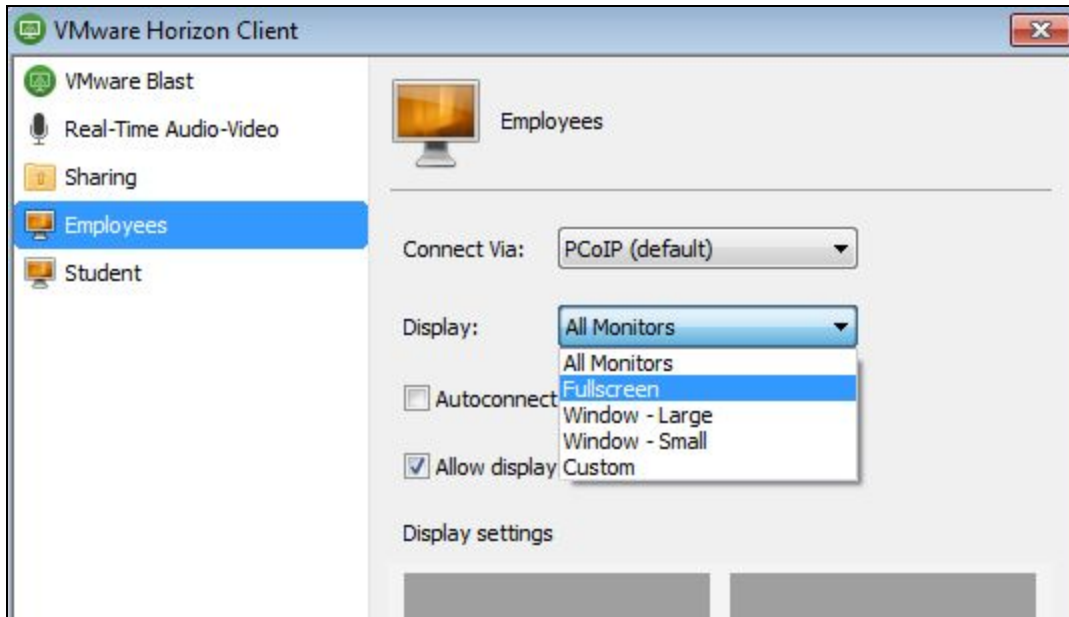 VMware Horizon Client
VMware Blast
Real-Time Audio-Video
Sharing
Employees
Student
Employees
Connect Via: PCoIP (default)
Display: All Monitors
All Monitors
Fullscreen
Window - Large
Window - Small
Custom
Autoconnect
Allow display
Display settings